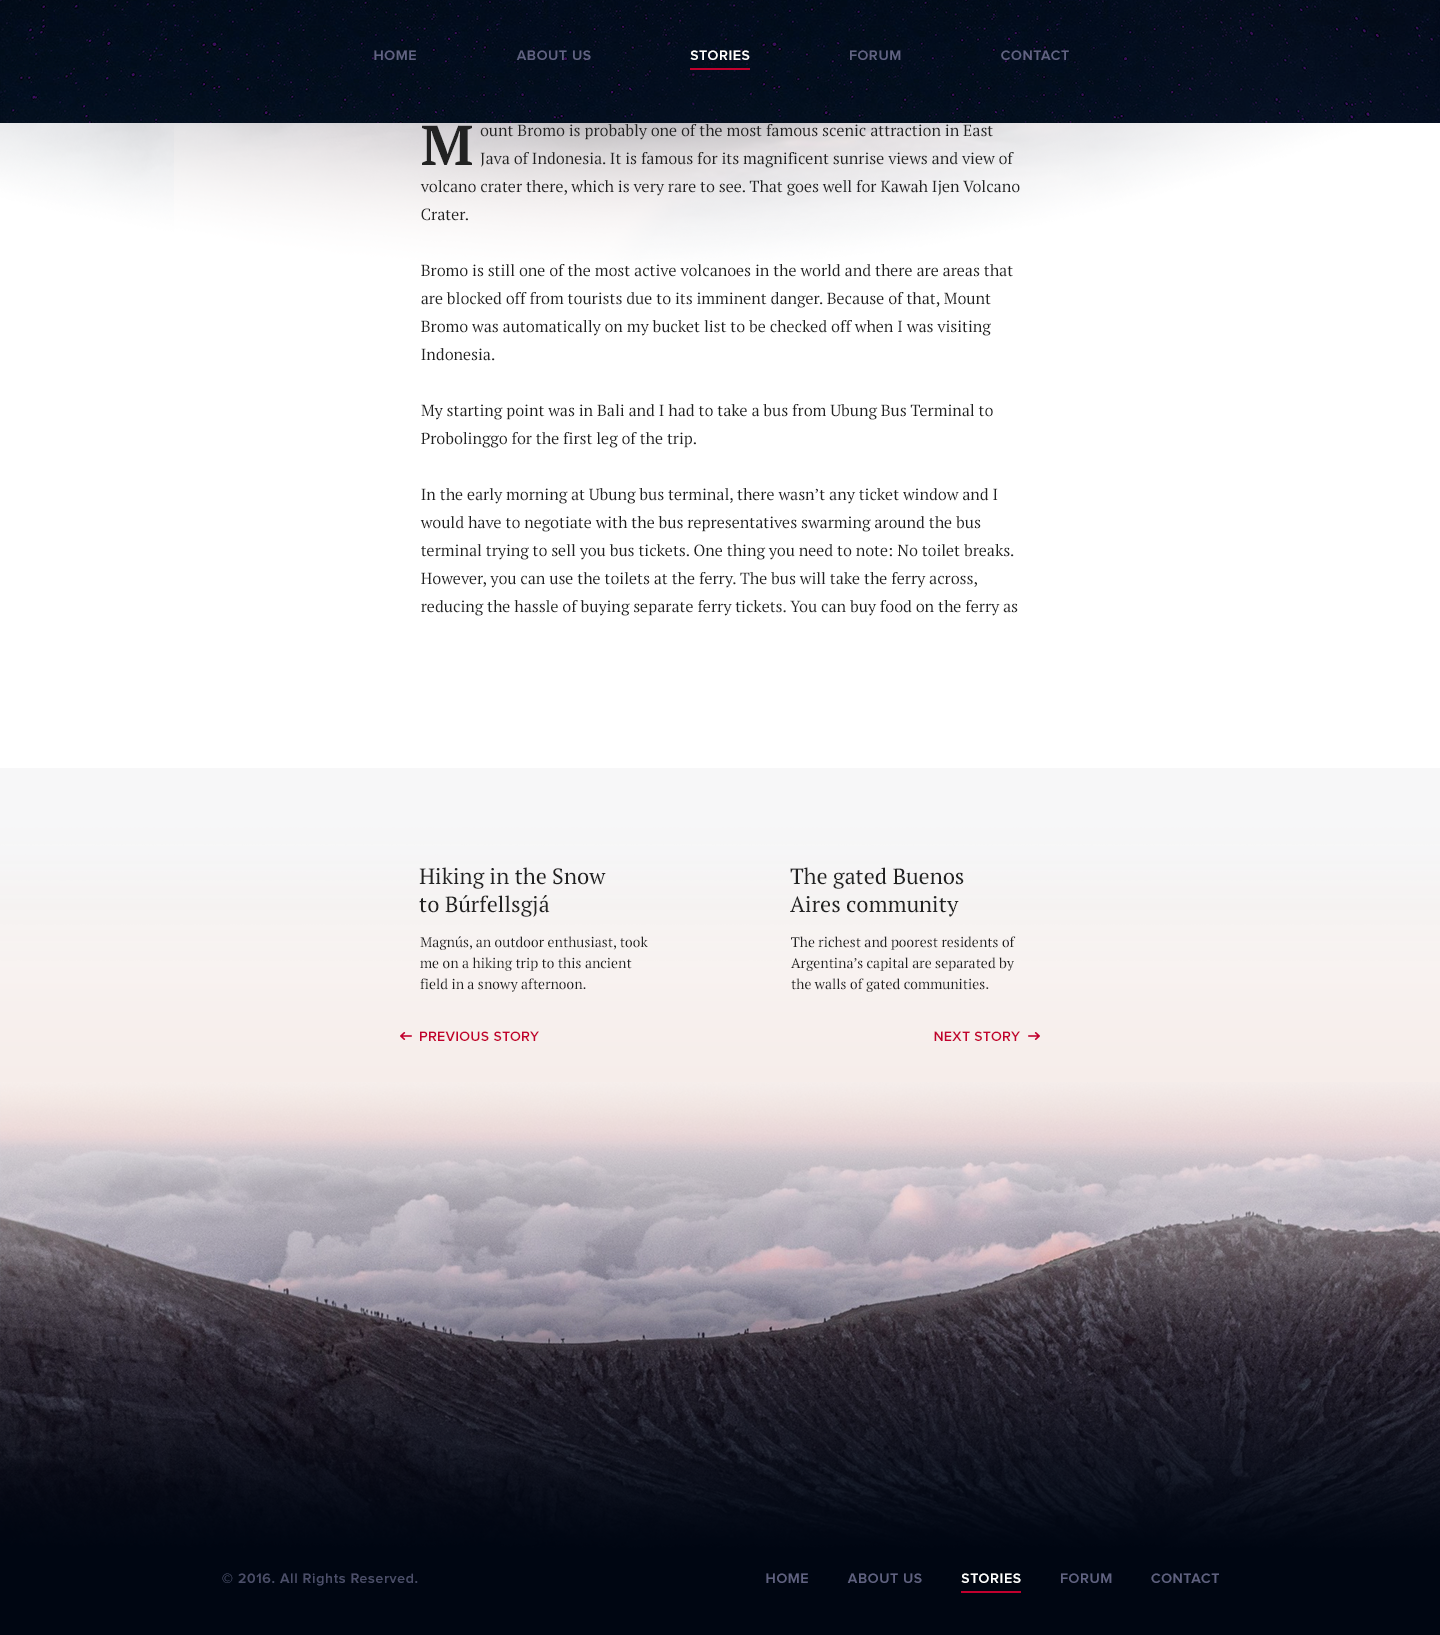 HOME ABOUT US STORIES FORUM CONTACT
Mount Bromo is probably one of the most famous scenic attraction in East
Java of Indonesia. It is famous for its magnificent sunrise views and view of
volcano crater there, which is very rare to see. That goes well for Kawah Ijen Volcano
Crater.
Bromo is still one of the most active volcanoes in the world and there are areas that
are blocked off from tourists due to its imminent danger. Because of that, Mount
Bromo was automatically on my bucket list to be checked off when I was visiting
Indonesia.
My starting point was in Bali and I had to take a bus from Ubung Bus Terminal to
Probolinggo for the first leg of the trip.
In the early morning at Ubung bus terminal, there wasn’t any ticket window and I
would have to negotiate with the bus representatives swarming around the bus
terminal trying to sell you bus tickets. One thing you need to note: No toilet breaks.
However, you can use the toilets at the ferry. The bus will take the ferry across,
reducing the hassle of buying separate ferry tickets. You can buy food on the ferry as
Hiking in the Snow
to Búrfellsgjá
Magnús, an outdoor enthusiast, took
me on a hiking trip to this ancient
field in a snowy afternoon.
← PREVIOUS STORY
The gated Buenos
Aires community
The richest and poorest residents of
Argentina’s capital are separated by
the walls of gated communities.
NEXT STORY →
© 2016. All Rights Reserved.
HOME ABOUT US STORIES FORUM CONTACT